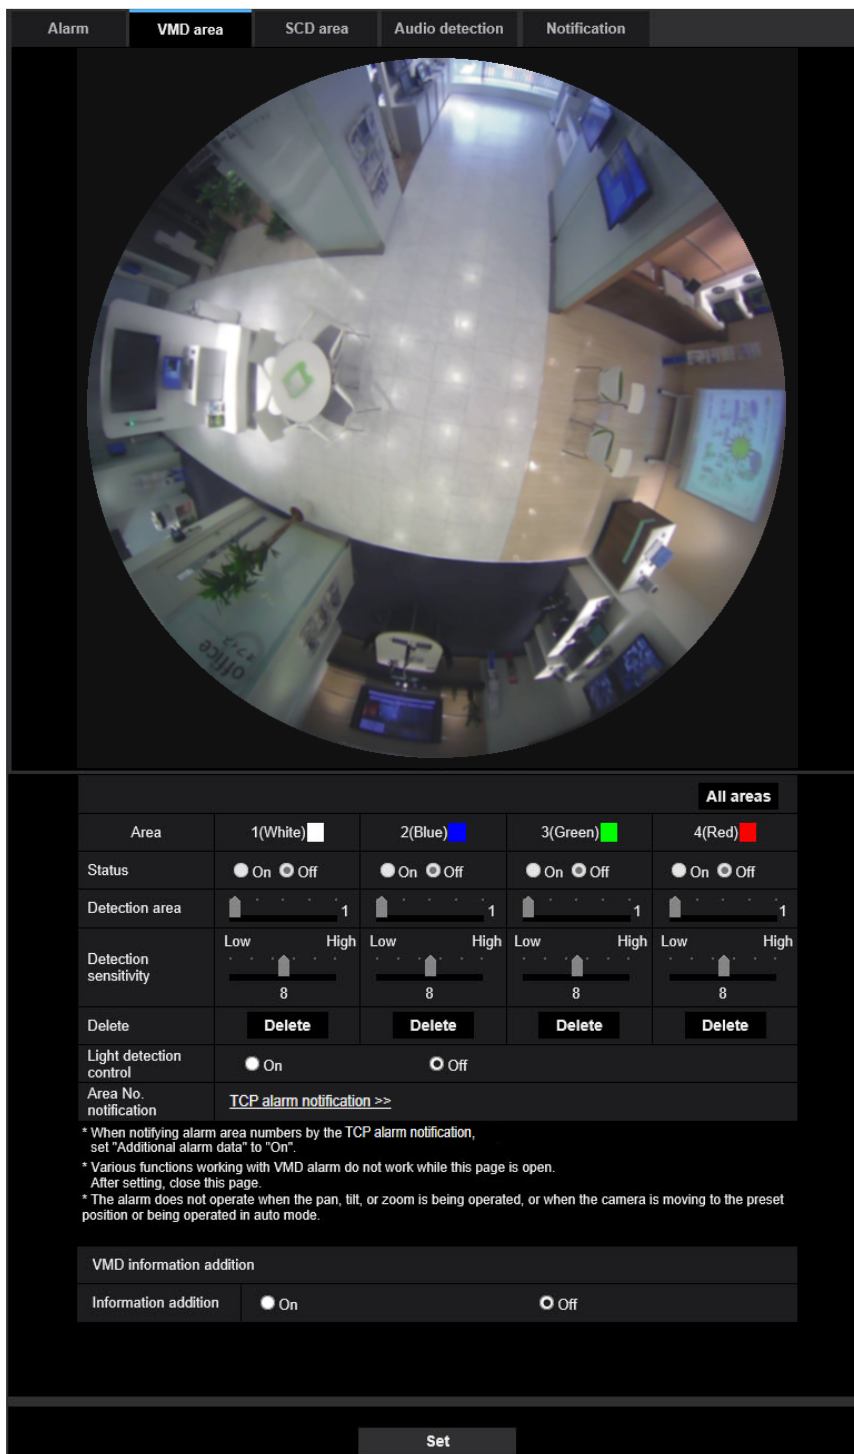 Alarm VMD area SCD area Audio detection Notification
office
オフィス
All areas
Area 1(White) 2(Blue) 3(Green) 4(Red)
Status On Off On Off On Off On Off
Detection area 1 1 1 1
Low High Low High Low High Low High
Detection
sensitivity
8 8 8 8
Delete Delete Delete Delete Delete
Light detection
control On Off
Area No.
notification TCP alarm notification >>
* When notifying alarm area numbers by the TCP alarm notification,
set "Additional alarm data" to "On".
* Various functions working with VMD alarm do not work while this page is open.
After setting, close this page.
* The alarm does not operate when the pan, tilt, or zoom is being operated, or when the camera is moving to the preset
position or being operated in auto mode.
VMD information addition
Information addition On Off
Set